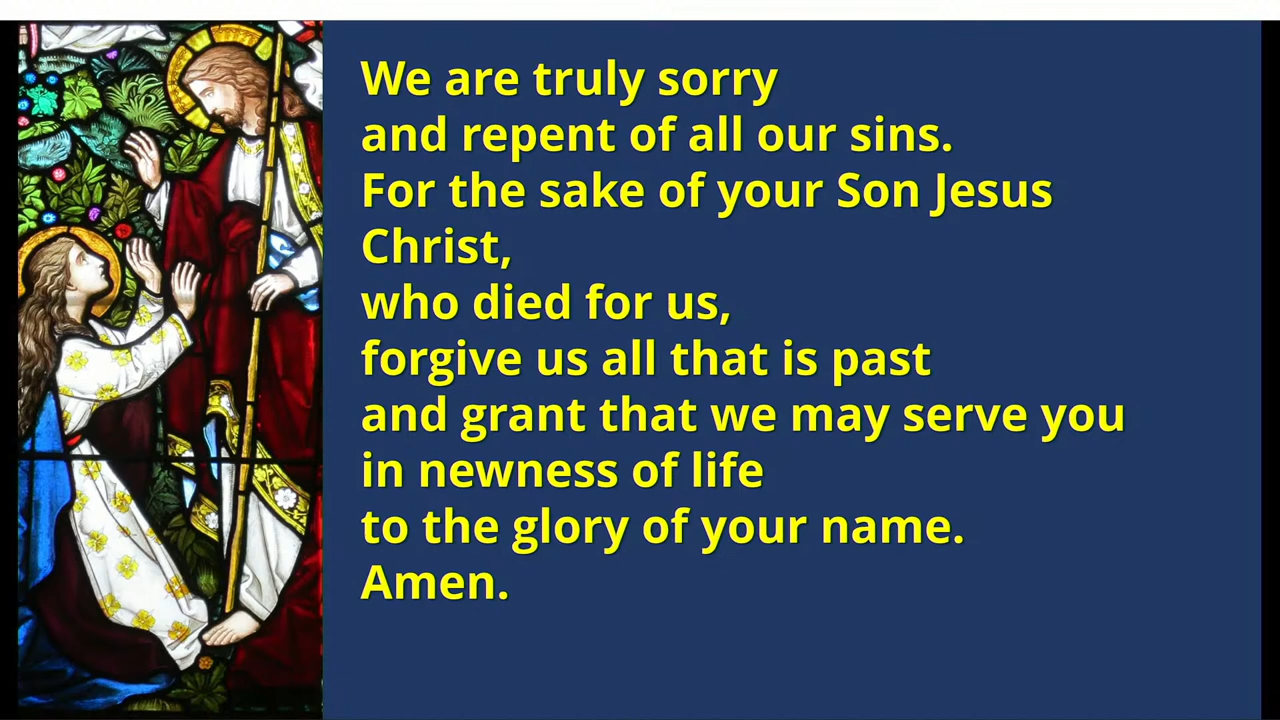 We are truly sorry
and repent of all our sins.
For the sake of your Son Jesus
Christ,
who died for us,
forgive us all that is past
and grant that we may serve you
in newness of life
to the glory of your name.
Amen.